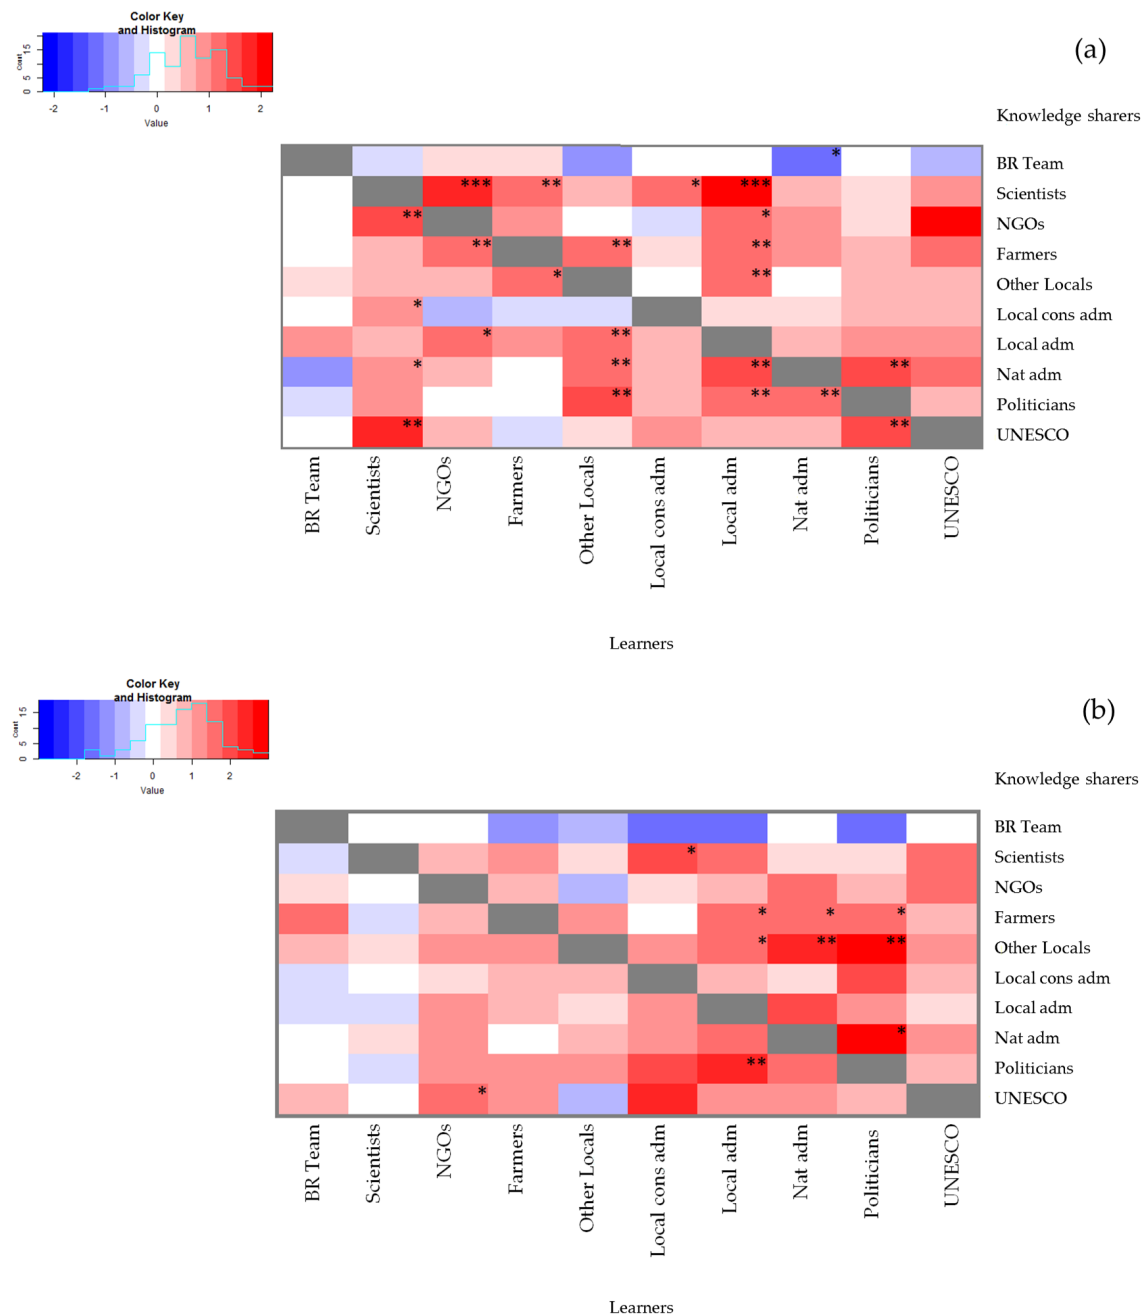 Color Key
and Histogram
Count
0 5 15
-2 -1 0 1 2
Value
(a)
Knowledge sharers
* BR Team
*** ** * *** Scientists
** * NGOs
** ** ** Farmers
* ** Other Locals
* Local cons adm
* ** Local adm
* ** ** ** Nat adm
** ** ** Politicians
** ** UNESCO
BR Team
Scientists
NGOs
Farmers
Other Locals
Local cons adm
Local adm
Nat adm
Politicians
UNESCO
Learners
Color Key
and Histogram
Count
0 5 15
-2 -1 0 1 2
Value
(b)
Knowledge sharers
BR Team
* Scientists
NGOs
* * * Farmers
* ** ** Other Locals
Local cons adm
Local adm
* Nat adm
** Politicians
* UNESCO
BR Team
Scientists
NGOs
Farmers
Other Locals
Local cons adm
Local adm
Nat adm
Politicians
UNESCO
Learners